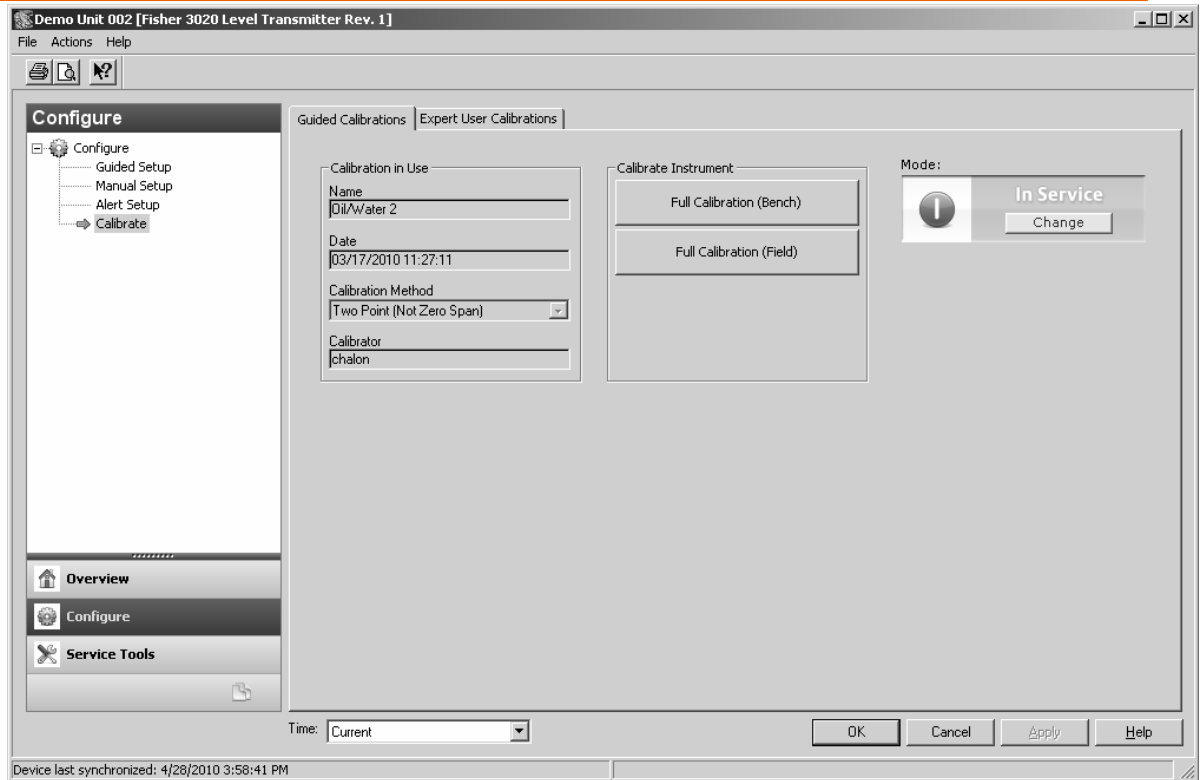 Demo Unit 002 [Fisher 3020 Level Transmitter Rev. 1]
File Actions Help
Configure
Configure
Guided Setup
Manual Setup
Alert Setup
Calibrate
Overview
Configure
Service Tools
Guided Calibrations
Expert User Calibrations
Calibration in Use
Name
Oil/Water 2
Date
03/17/2010 11:27:11
Calibration Method
Two Point (Not Zero Span)
Calibrator
chalon
Calibrate Instrument
Full Calibration (Bench)
Full Calibration (Field)
Mode:
In Service
Change
Time: Current
OK
Cancel
Apply
Help
Device last synchronized: 4/28/2010 3:58:41 PM